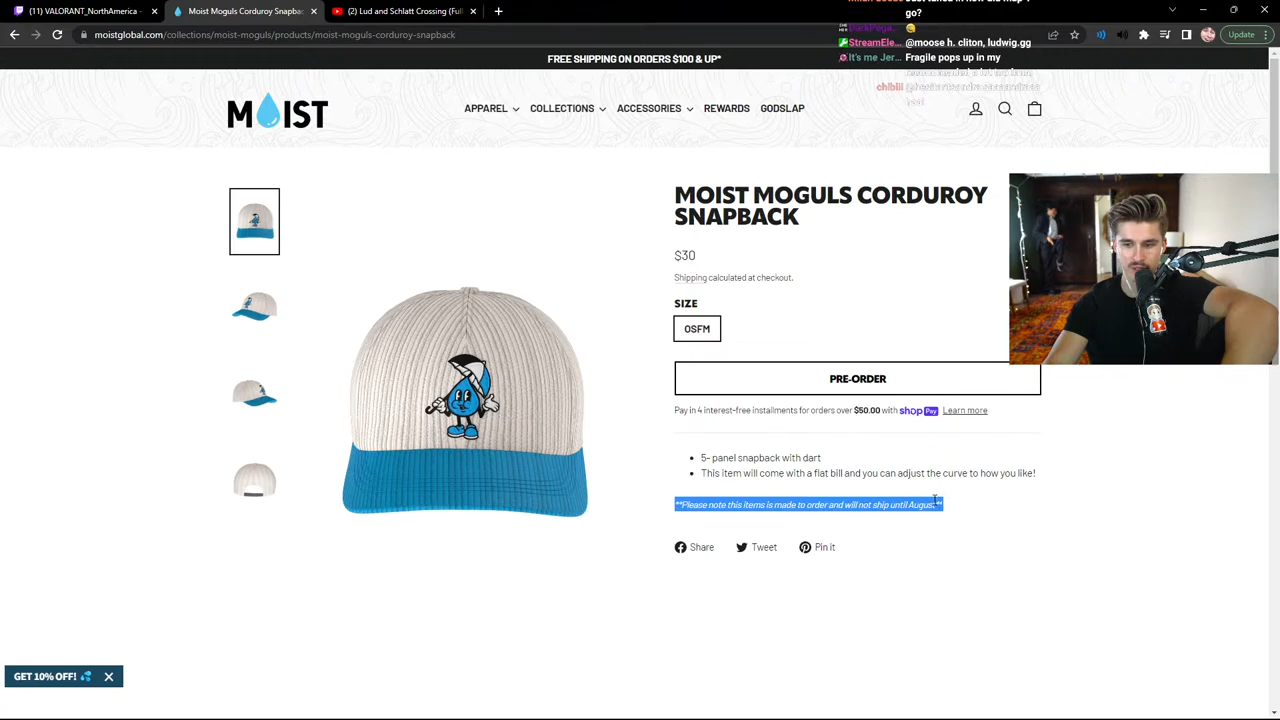 (11) VALORANT_NorthAmerica -
Moist Moguls Corduroy Snapback
(2) Lud and Schlatt Crossing (Full
go?
StreamEle... @moose h. cliton, ludwig.gg
It's me Jer... Fragile pops up in my
chiblii
moistglobal.com/collections/moist-moguls/products/moist-moguls-corduroy-snapback
Update
FREE SHIPPING ON ORDERS $100 & UP*
MOIST
APPAREL
COLLECTIONS
ACCESSORIES
REWARDS
GODSLAP
MOIST MOGULS CORDUROY
SNAPBACK
$30
Shipping calculated at checkout.
SIZE
OSFM
PRE-ORDER
Pay in 4 interest-free installments for orders over $50.00 with shop Pay Learn more
5- panel snapback with dart
This item will come with a flat bill and you can adjust the curve to how you like!
**Please note this items is made to order and will not ship until August**
Share
Tweet
Pin it
GET 10% OFF!